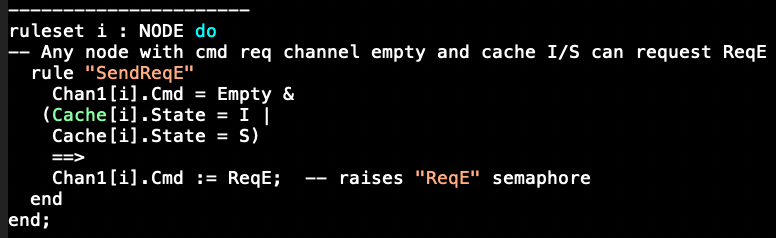 ----------------------
ruleset i : NODE do
-- Any node with cmd req channel empty and cache I/S can request ReqE
  rule "SendReqE"
    Chan1[i].Cmd = Empty &
   (Cache[i].State = I |
    Cache[i].State = S)
    ==>
    Chan1[i].Cmd := ReqE;  -- raises "ReqE" semaphore
  end
end;